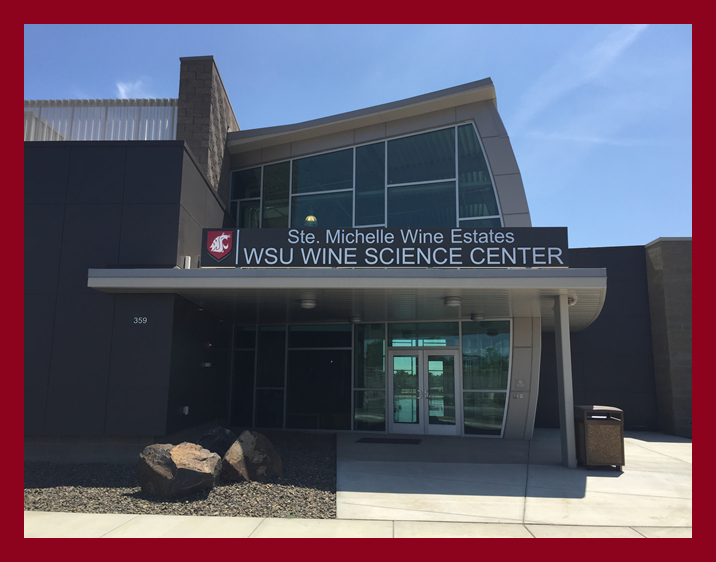 Ste. Michelle Wine Estates
WSU WINE SCIENCE CENTER
359